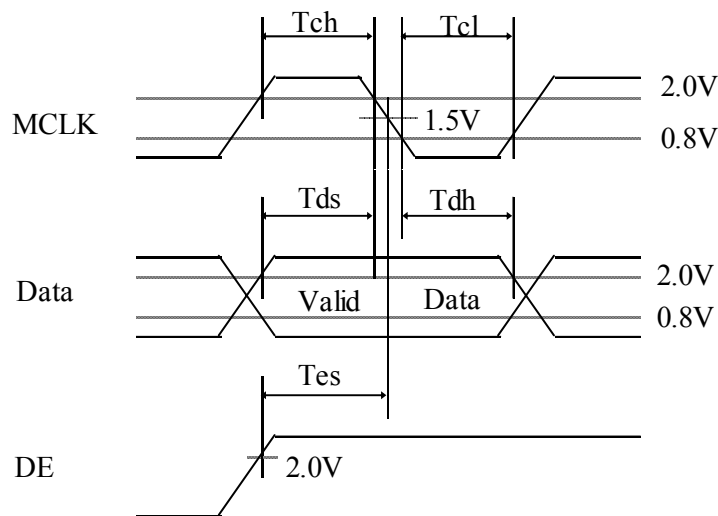 Tch Tcl
2.0V
MCLK 1.5V
0.8V
Tds Tdh
Data 2.0V
Valid Data
0.8V
Tes
DE 2.0V